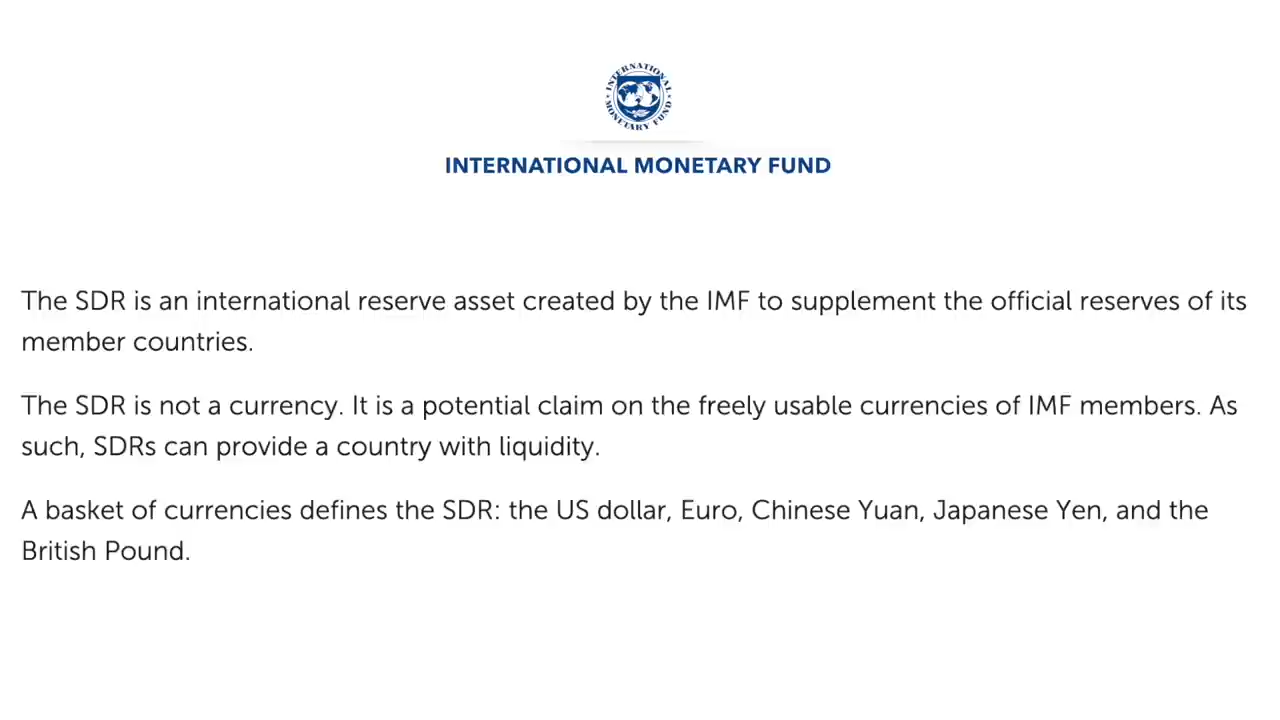 INTERNATIONAL MONETARY FUND
INTERNATIONAL MONETARY FUND
The SDR is an international reserve asset created by the IMF to supplement the official reserves of its
member countries.
The SDR is not a currency. It is a potential claim on the freely usable currencies of IMF members. As
such, SDRs can provide a country with liquidity.
A basket of currencies defines the SDR: the US dollar, Euro, Chinese Yuan, Japanese Yen, and the
British Pound.